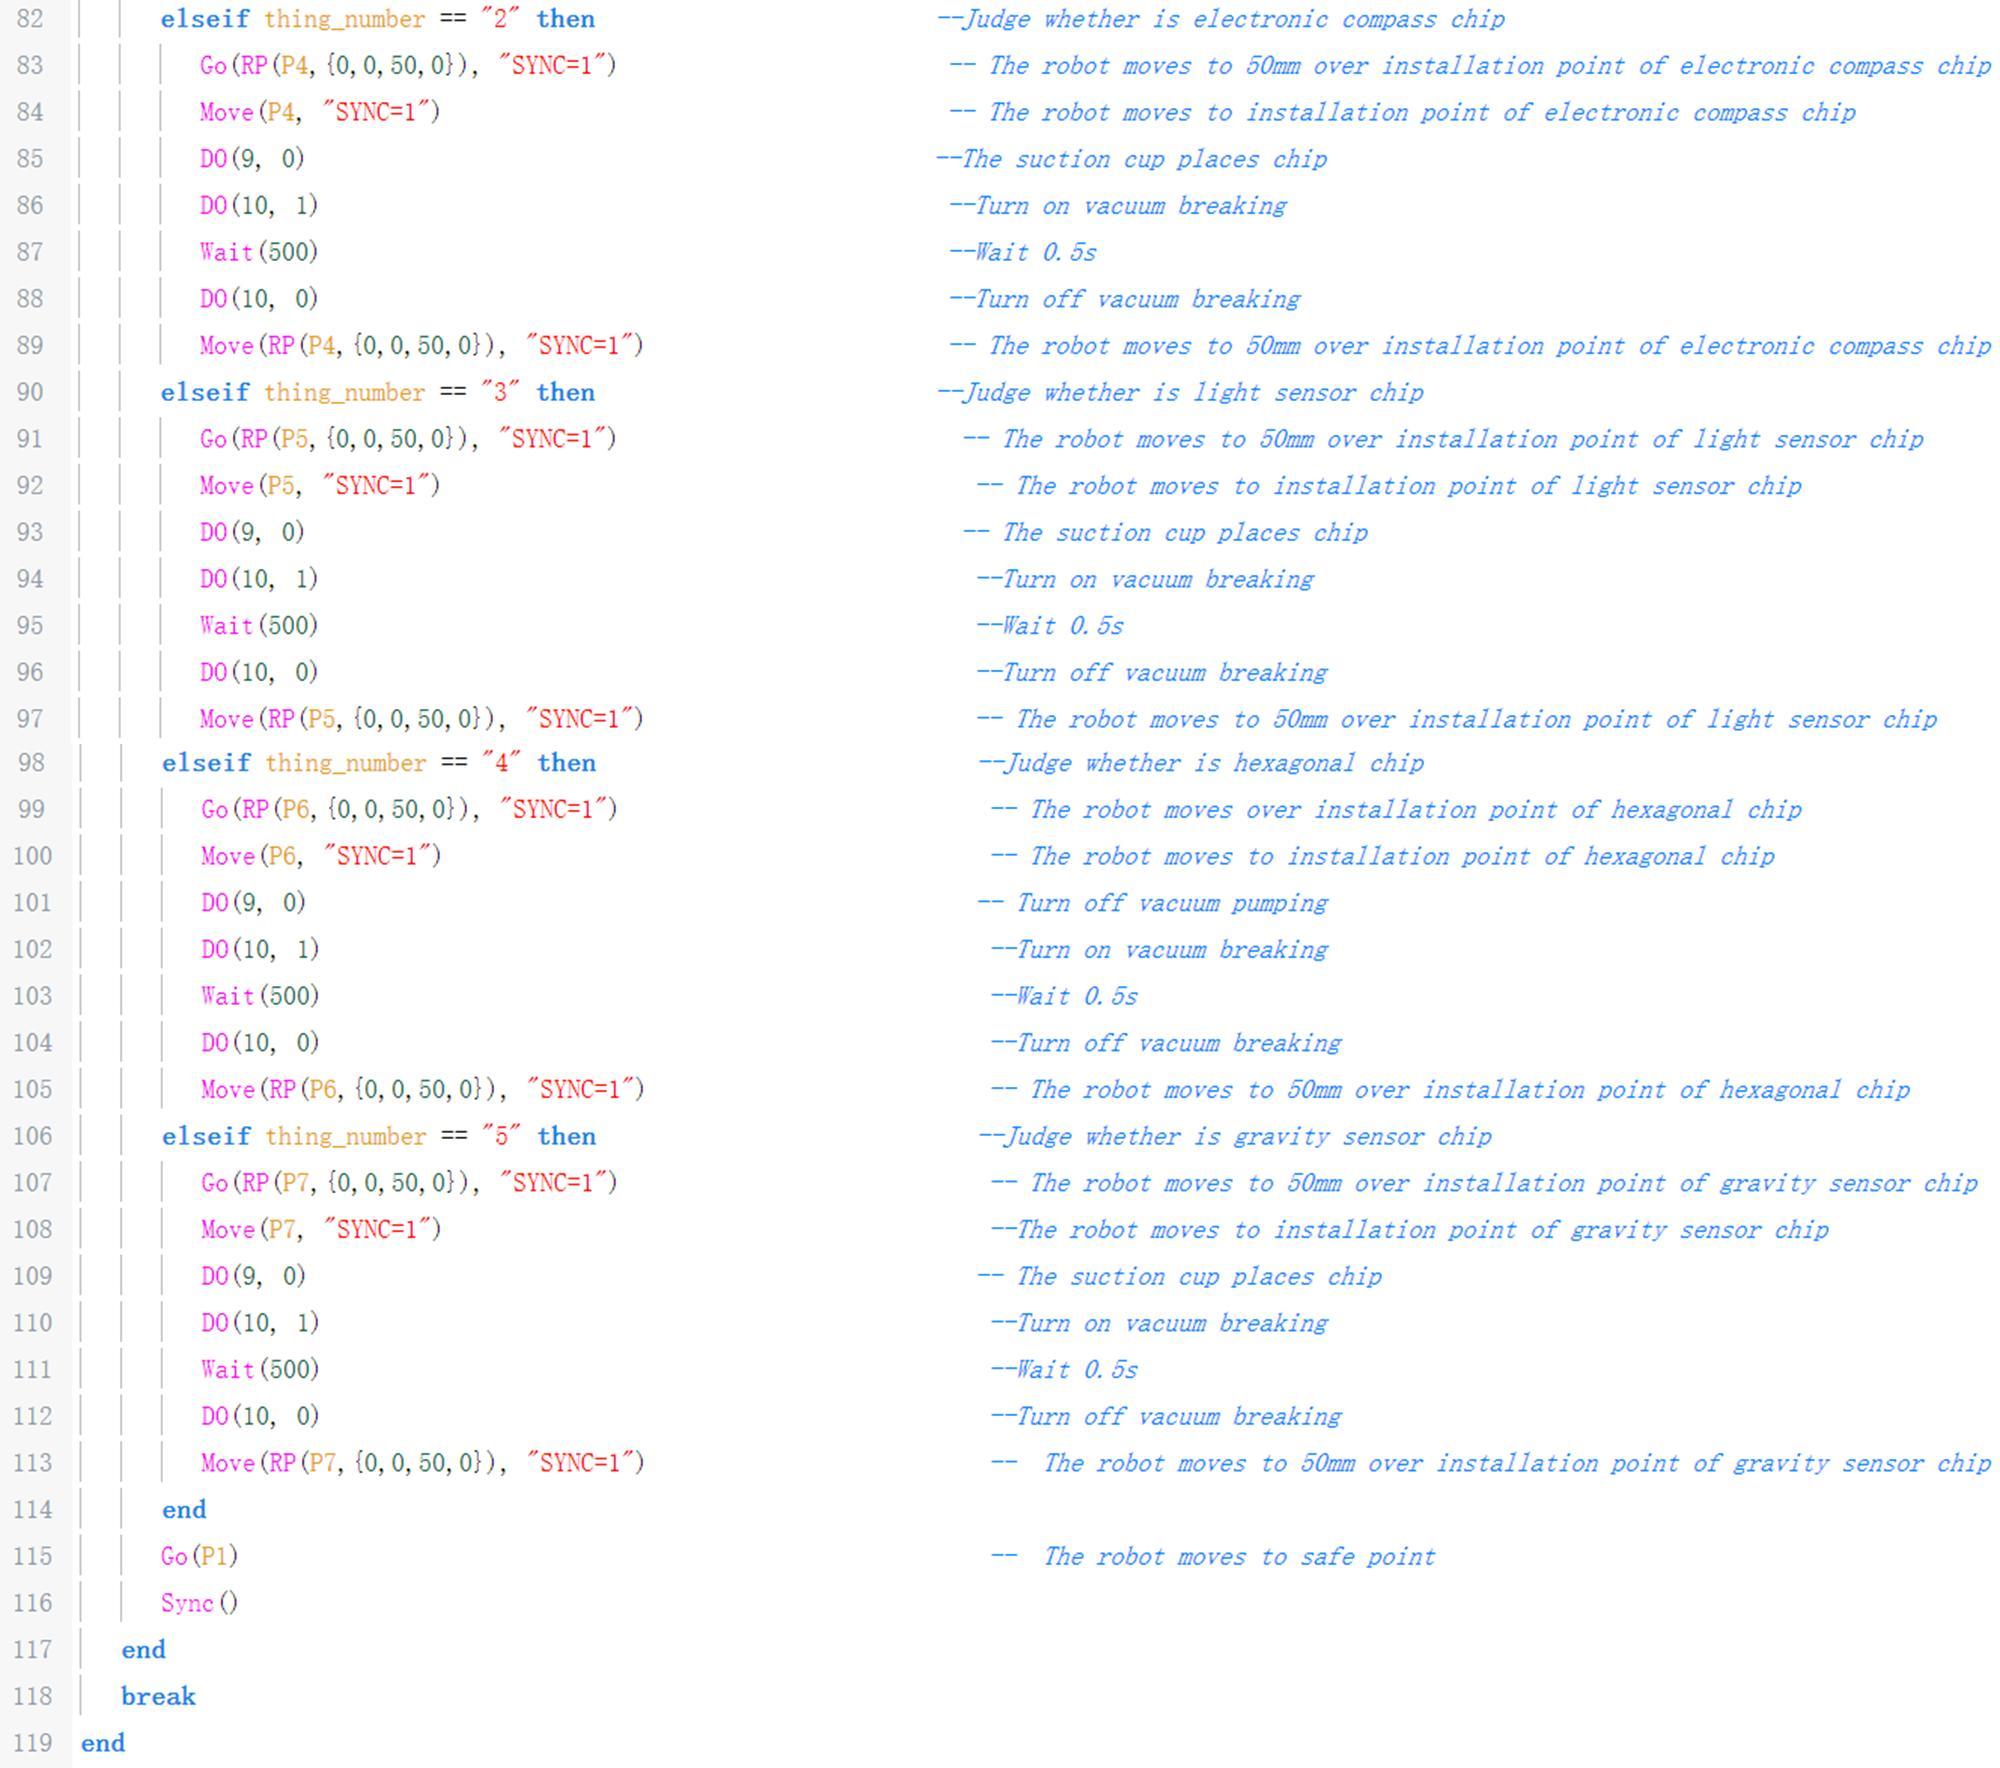 82 elseif thing_number == "2" then --Judge whether is electronic compass chip
83 Go(RP(P4,{0,0,50,0}), "SYNC=1") -- The robot moves to 50mm over installation point of electronic compass chip
84 Move(P4, "SYNC=1") -- The robot moves to installation point of electronic compass chip
85 DO(9, 0) --The suction cup places chip
86 DO(10, 1) --Turn on vacuum breaking
87 Wait(500) --Wait 0.5s
88 DO(10, 0) --Turn off vacuum breaking
89 Move(RP(P4,{0,0,50,0}), "SYNC=1") -- The robot moves to 50mm over installation point of electronic compass chip
90 elseif thing_number == "3" then --Judge whether is light sensor chip
91 Go(RP(P5,{0,0,50,0}), "SYNC=1") -- The robot moves to 50mm over installation point of light sensor chip
92 Move(P5, "SYNC=1") -- The robot moves to installation point of light sensor chip
93 DO(9, 0) -- The suction cup places chip
94 DO(10, 1) --Turn on vacuum breaking
95 Wait(500) --Wait 0.5s
96 DO(10, 0) --Turn off vacuum breaking
97 Move(RP(P5,{0,0,50,0}), "SYNC=1") -- The robot moves to 50mm over installation point of light sensor chip
98 elseif thing_number == "4" then --Judge whether is hexagonal chip
99 Go(RP(P6,{0,0,50,0}), "SYNC=1") -- The robot moves over installation point of hexagonal chip
100 Move(P6, "SYNC=1") -- The robot moves to installation point of hexagonal chip
101 DO(9, 0) -- Turn off vacuum pumping
102 DO(10, 1) --Turn on vacuum breaking
103 Wait(500) --Wait 0.5s
104 DO(10, 0) --Turn off vacuum breaking
105 Move(RP(P6,{0,0,50,0}), "SYNC=1") -- The robot moves to 50mm over installation point of hexagonal chip
106 elseif thing_number == "5" then --Judge whether is gravity sensor chip
107 Go(RP(P7,{0,0,50,0}), "SYNC=1") -- The robot moves to 50mm over installation point of gravity sensor chip
108 Move(P7, "SYNC=1") --The robot moves to installation point of gravity sensor chip
109 DO(9, 0) -- The suction cup places chip
110 DO(10, 1) --Turn on vacuum breaking
111 Wait(500) --Wait 0.5s
112 DO(10, 0) --Turn off vacuum breaking
113 Move(RP(P7,{0,0,50,0}), "SYNC=1") -- The robot moves to 50mm over installation point of gravity sensor chip
114 end
115 Go(P1) -- The robot moves to safe point
116 Sync()
117 end
118 break
119 end